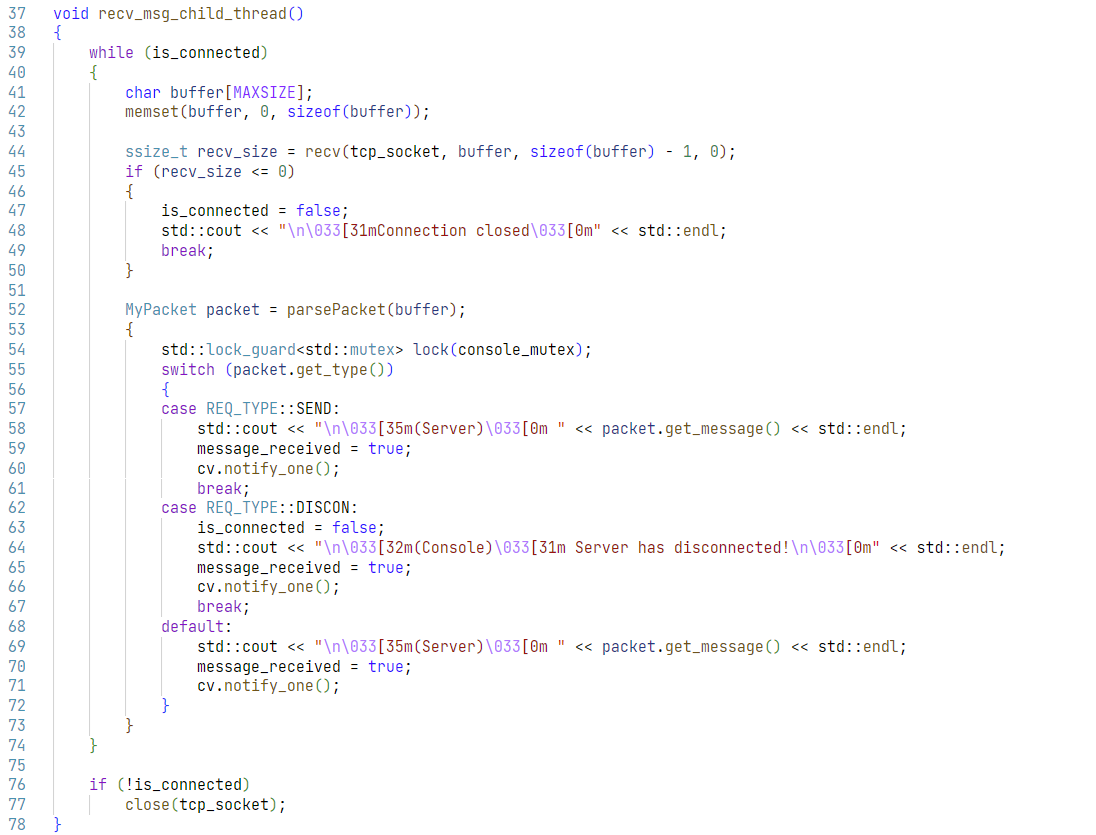 37 void recv_msg_child_thread()
38 {
39     while (is_connected)
40     {
41         char buffer[MAXSIZE];
42         memset(buffer, 0, sizeof(buffer));
43
44         ssize_t recv_size = recv(tcp_socket, buffer, sizeof(buffer) - 1, 0);
45         if (recv_size <= 0)
46         {
47             is_connected = false;
48             std::cout << "\n\033[31mConnection closed\033[0m" << std::endl;
49             break;
50         }
51
52         MyPacket packet = parsePacket(buffer);
53         {
54             std::lock_guard<std::mutex> lock(console_mutex);
55             switch (packet.get_type())
56             {
57             case REQ_TYPE::SEND:
58                 std::cout << "\n\033[35m(Server)\033[0m " << packet.get_message() << std::endl;
59                 message_received = true;
60                 cv.notify_one();
61                 break;
62             case REQ_TYPE::DISCON:
63                 is_connected = false;
64                 std::cout << "\n\033[32m(Console)\033[31m Server has disconnected!\n\033[0m" << std::endl;
65                 message_received = true;
66                 cv.notify_one();
67                 break;
68             default:
69                 std::cout << "\n\033[35m(Server)\033[0m " << packet.get_message() << std::endl;
70                 message_received = true;
71                 cv.notify_one();
72             }
73         }
74     }
75
76     if (!is_connected)
77         close(tcp_socket);
78 }